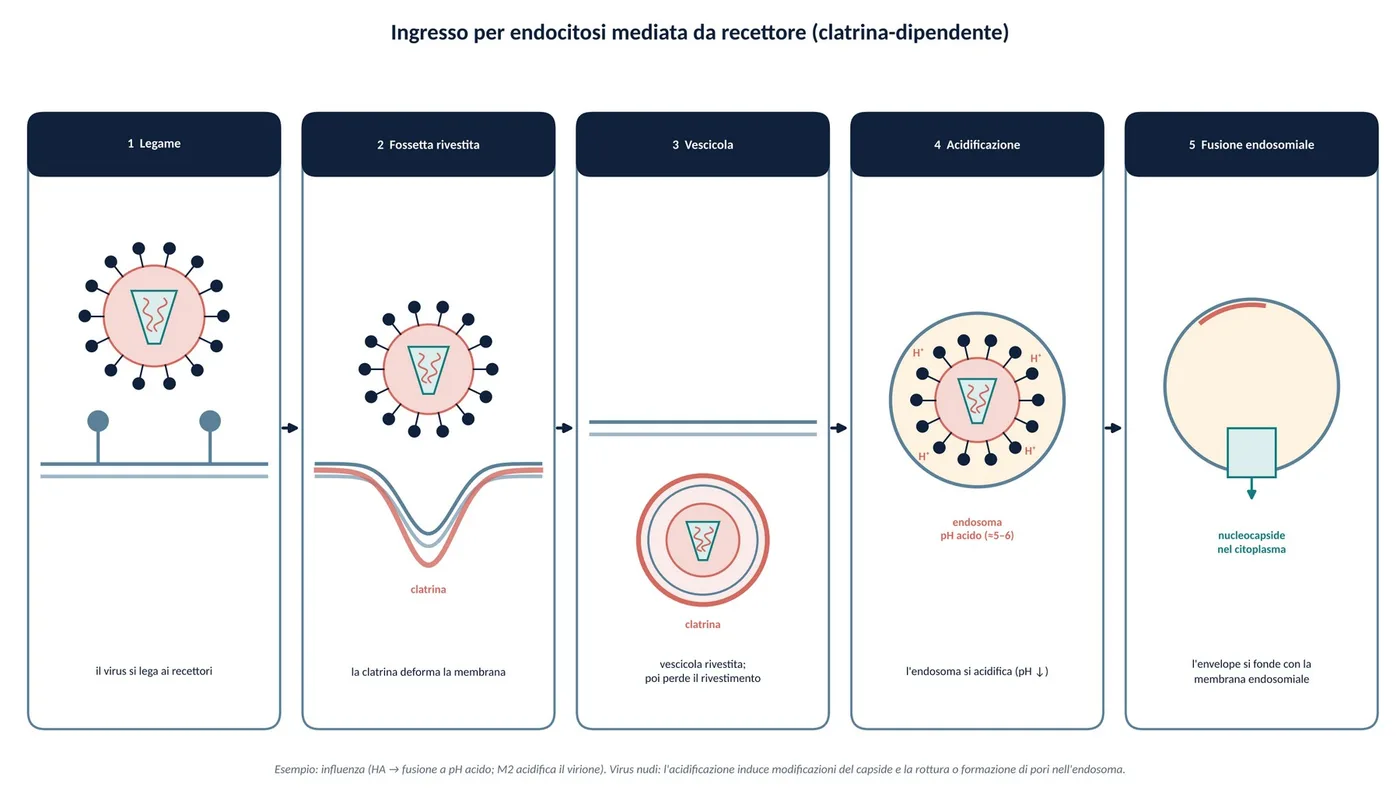 Ingresso per endocitosi mediata da recettore (clatrina-dipendente)
1 Legame
2 Fossetta rivestita
3 Vescicola
4 Acidificazione
5 Fusione endosomiale
H⁺
H⁺
H⁺
H⁺
endosoma
pH acido (≈5–6)
nucleocapside
nel citoplasma
clatrina
clatrina
il virus si lega ai recettori
la clatrina deforma la membrana
vescicola rivestita;
poi perde il rivestimento
l'endosoma si acidifica (pH ↓)
l'envelope si fonde con la
membrana endosomiale
Esempio: influenza (HA → fusione a pH acido; M2 acidifica il virione). Virus nudi: l'acidificazione induce modificazioni del capside e la rottura o formazione di pori nell'endosoma.